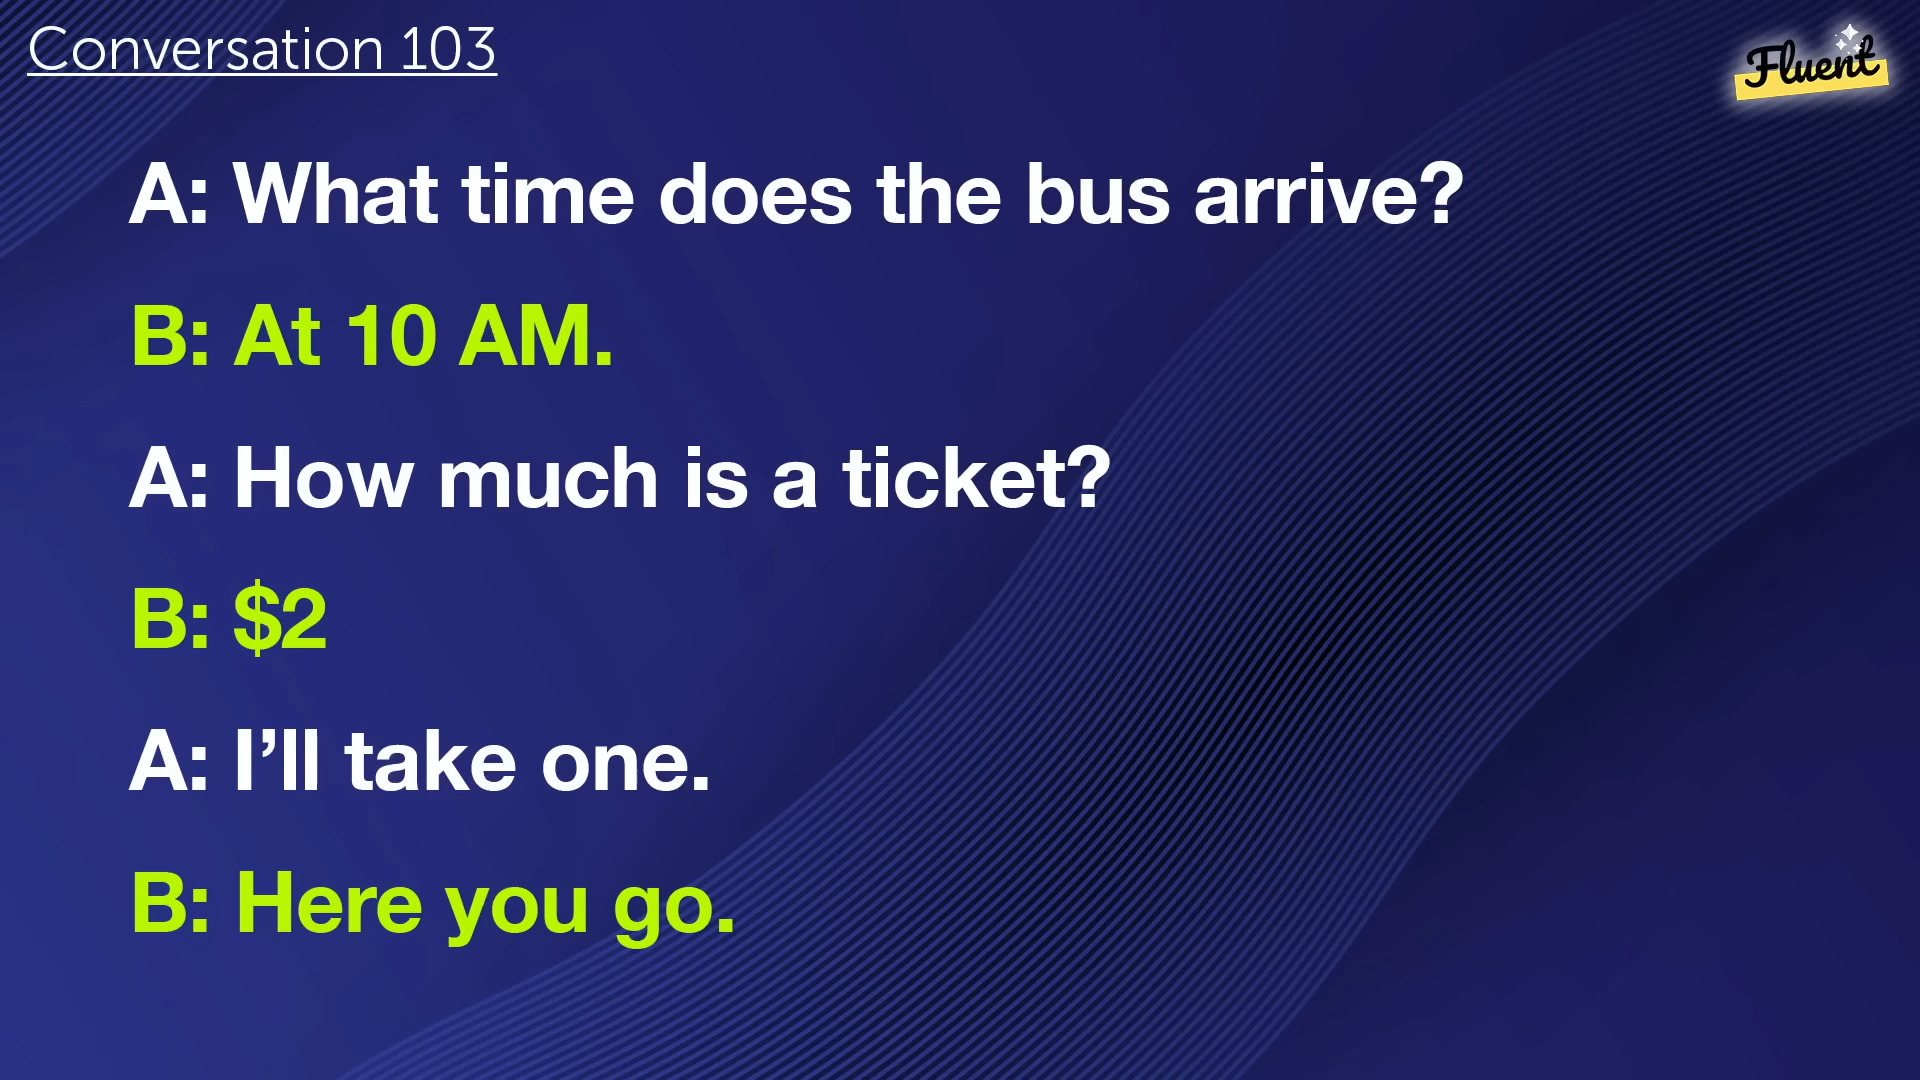 Conversation 103
Fluent
A: What time does the bus arrive?
B: At 10 AM.
A: How much is a ticket?
B: $2
A: I’ll take one.
B: Here you go.